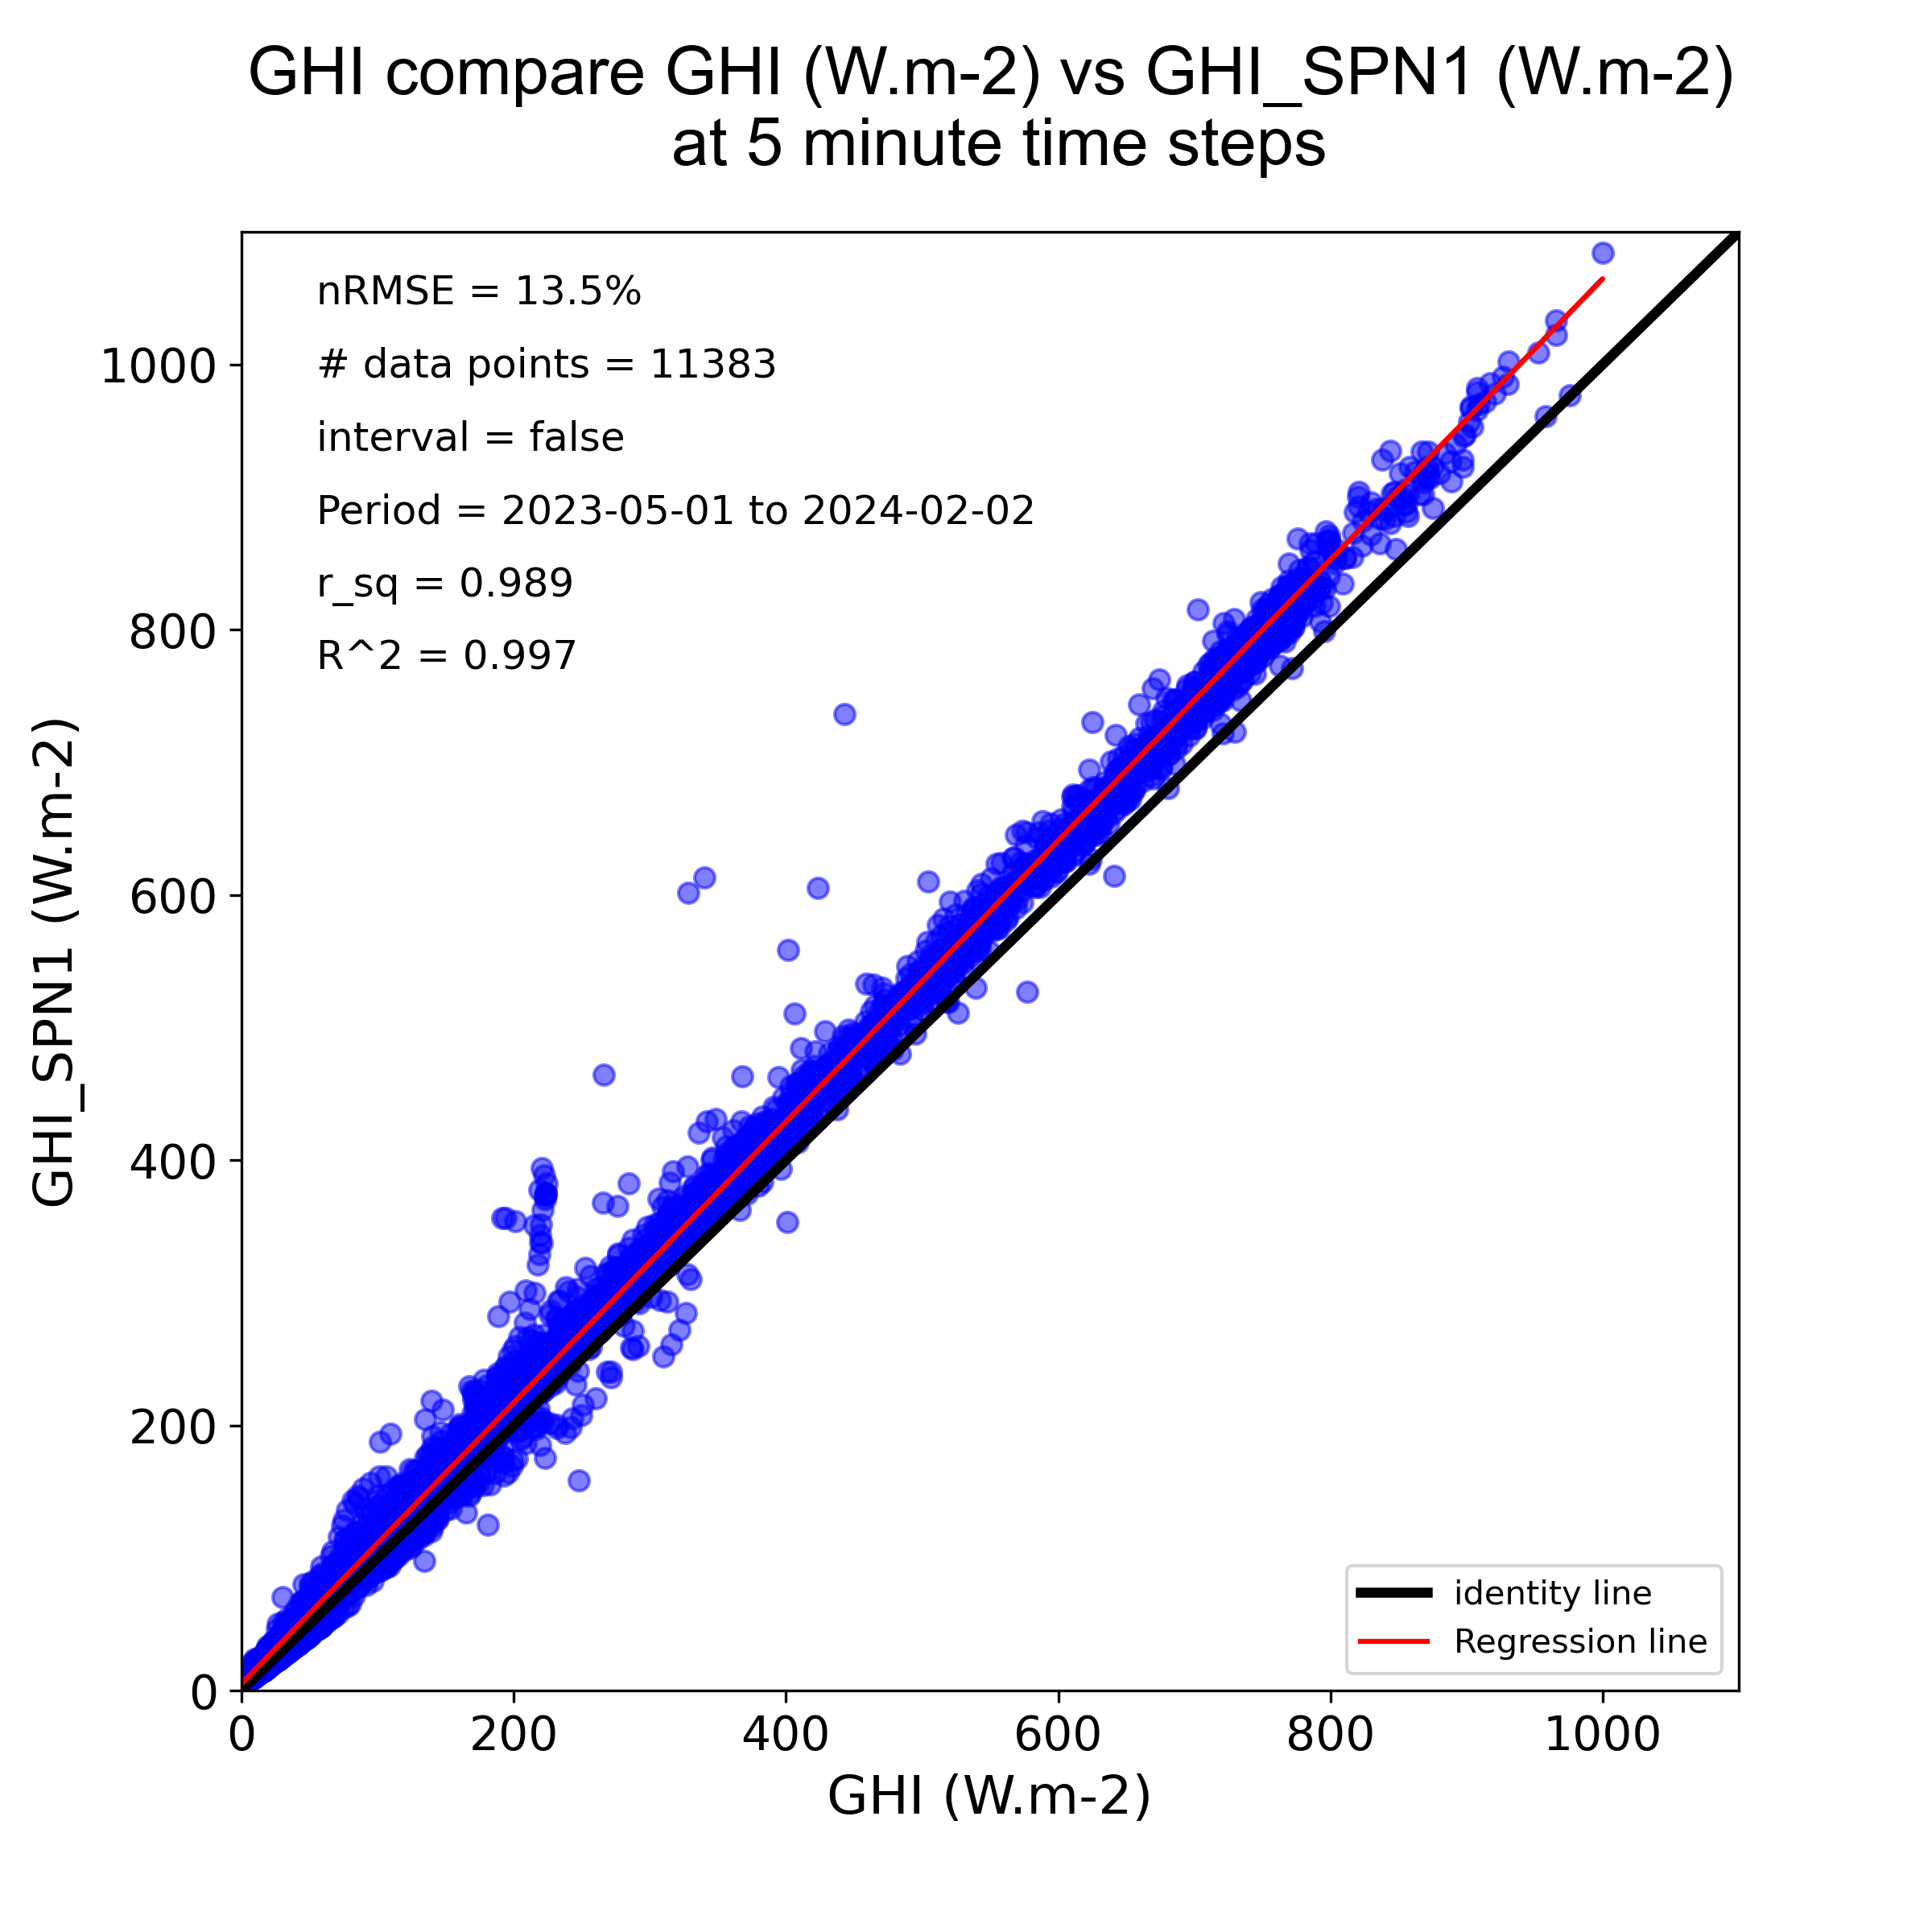 GHI compare GHI (W.m-2) vs GHI_SPN1 (W.m-2)
at 5 minute time steps
nRMSE = 13.5%
# data points = 11383
interval = false
Period = 2023-05-01 to 2024-02-02
r_sq = 0.989
R^2 = 0.997
GHI_SPN1 (W.m-2)
1000
800
600
400
200
0
0 200 400 600 800 1000
GHI (W.m-2)
identity line
Regression line